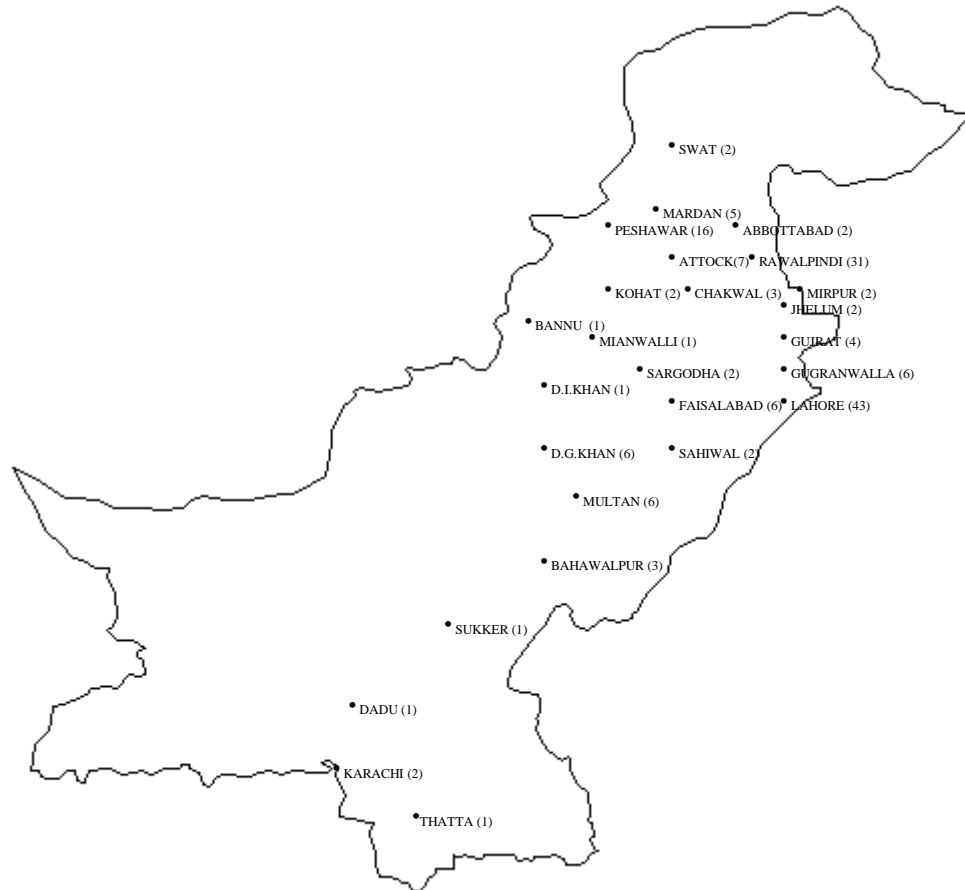 SWAT (2)
MARDAN (5)
PESHAWAR (16)
ABBOTTABAD (2)
ATTOCK(7)
RAWALPINDI (31)
KOHAT (2)
CHAKWAL (3)
MIRPUR (2)
JHELUM (2)
BANNU (1)
MIANWALLI (1)
GUJRAT (4)
SARGODHA (2)
GUGRANWALLA (6)
D.I.KHAN (1)
FAISALABAD (6)
LAHORE (43)
D.G.KHAN (6)
SAHIWAL (2)
MULTAN (6)
BAHAWALPUR (3)
SUKKER (1)
DADU (1)
KARACHI (2)
THATTA (1)